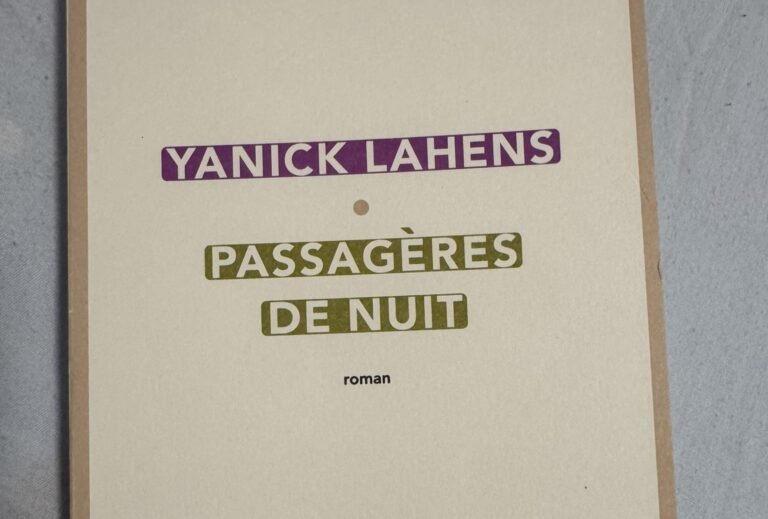 YANICK LAHENS
PASSAGÈRES
DE NUIT
roman